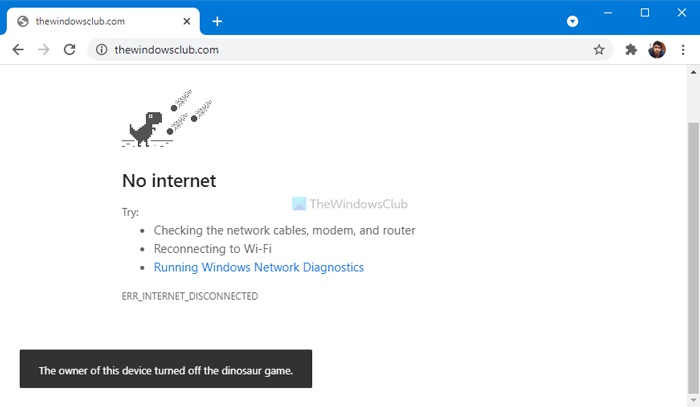 thewindowsclub.com
thewindowsclub.com
No internet
TheWindowsClub
Try:
Checking the network cables, modem, and router
Reconnecting to Wi-Fi
Running Windows Network Diagnostics
ERR_INTERNET_DISCONNECTED
The owner of this device turned off the dinosaur game.